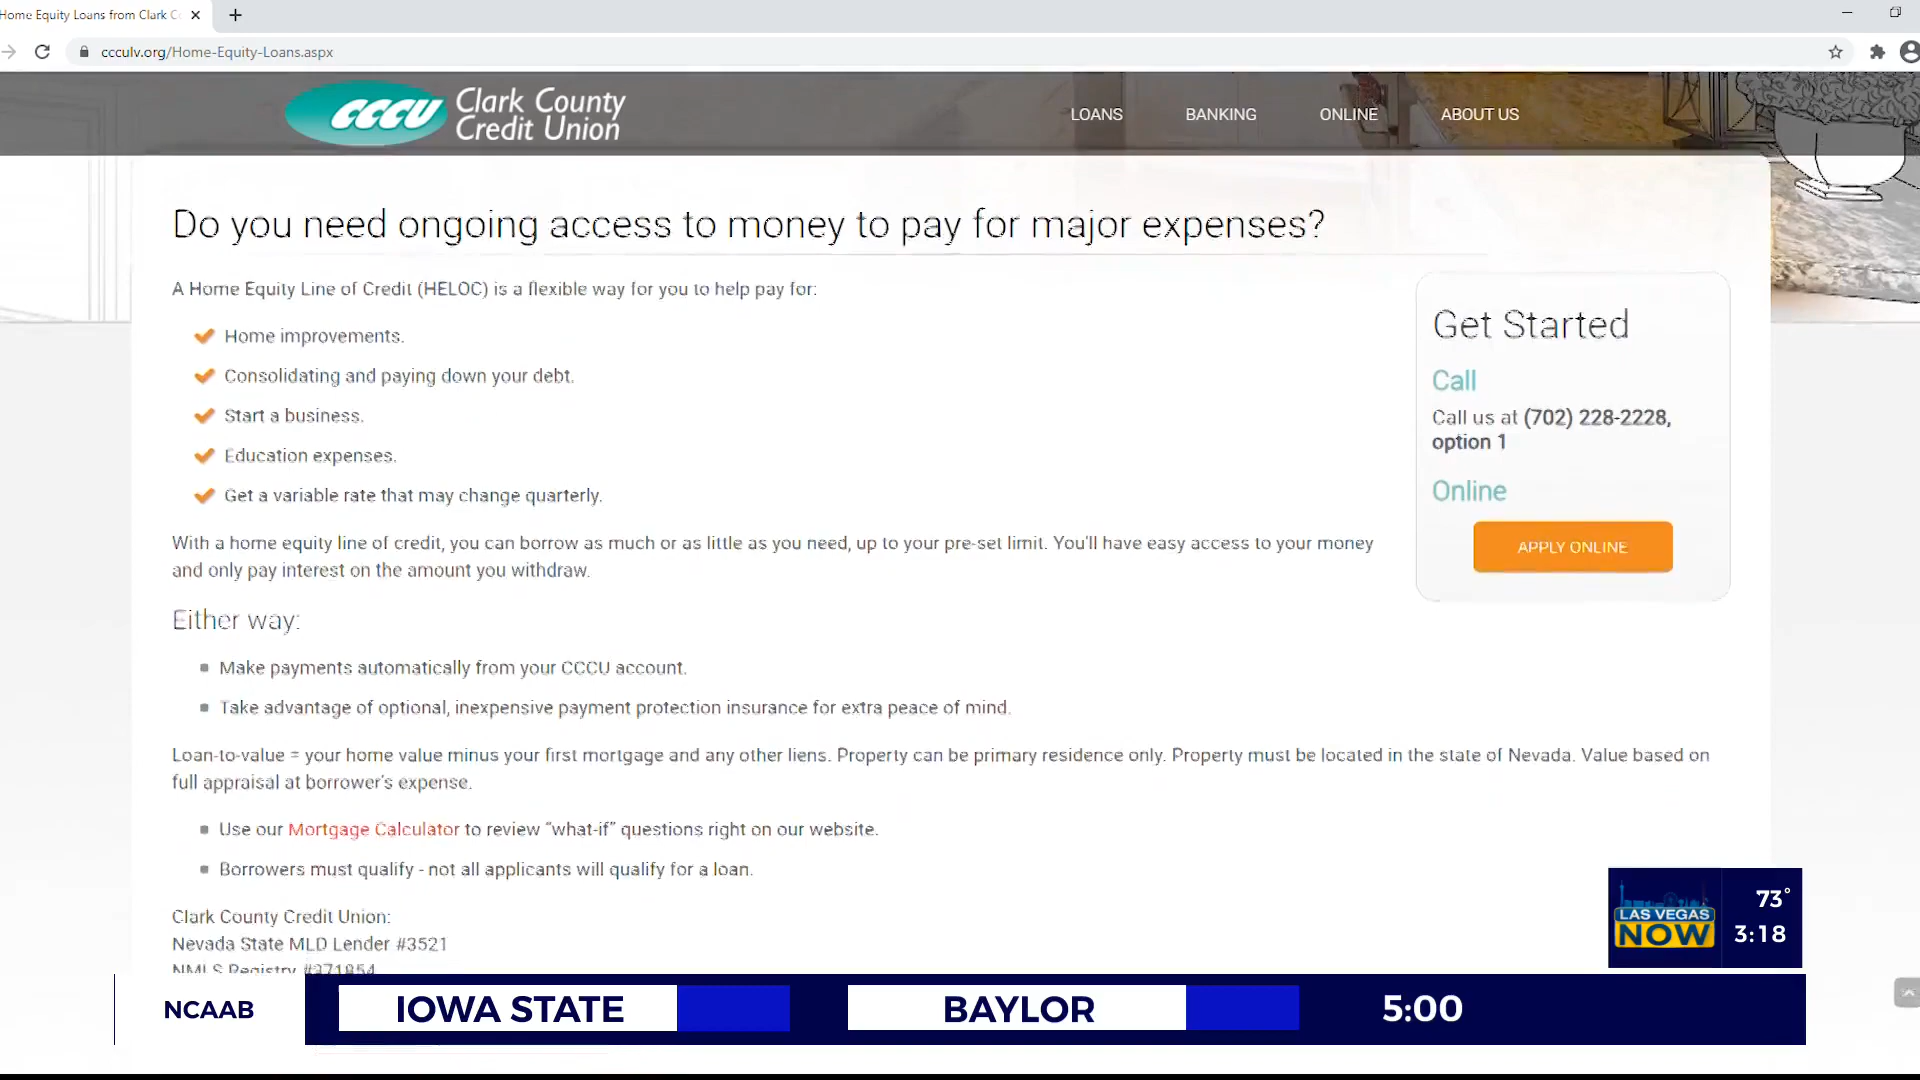 Home Equity Loans from Clark C
ccculv.org/Home-Equity-Loans.aspx
CCCU Clark County
Credit Union
LOANS BANKING ONLINE ABOUT US
Do you need ongoing access to money to pay for major expenses?
A Home Equity Line of Credit (HELOC) is a flexible way for you to help pay for:
Home improvements.
Consolidating and paying down your debt.
Start a business.
Education expenses.
Get a variable rate that may change quarterly.
With a home equity line of credit, you can borrow as much or as little as you need, up to your pre-set limit. You'll have easy access to your money
and only pay interest on the amount you withdraw.
Get Started
Call
Call us at (702) 228-2228,
option 1
Online
APPLY ONLINE
Either way:
Make payments automatically from your CCCU account.
Take advantage of optional, inexpensive payment protection insurance for extra peace of mind.
Loan-to-value = your home value minus your first mortgage and any other liens. Property can be primary residence only. Property must be located in the state of Nevada. Value based on
full appraisal at borrower's expense.
Use our Mortgage Calculator to review “what-if” questions right on our website.
Borrowers must qualify - not all applicants will qualify for a loan.
Clark County Credit Union:
Nevada State MLD Lender #3521
NMLS Registry #371854
LAS VEGAS
NOW
73°
3:18
NCAAB IOWA STATE BAYLOR 5:00